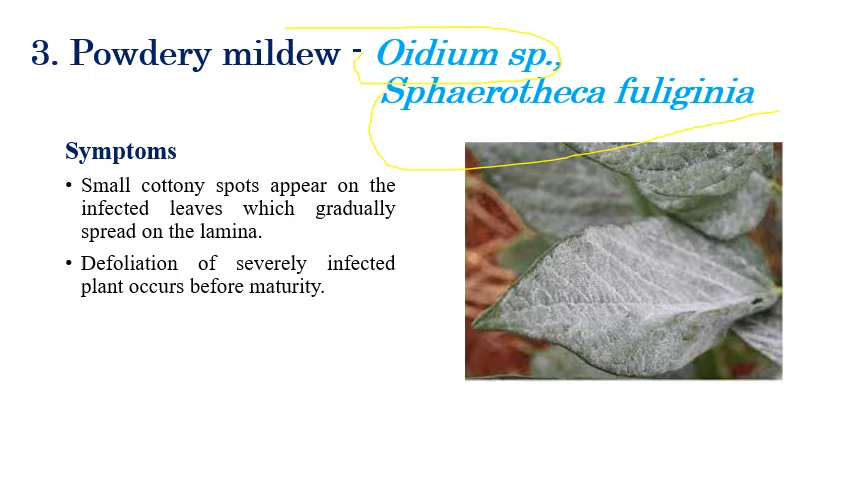 3. Powdery mildew - Oidium sp.,
Sphaerotheca fuliginia
Symptoms
• Small cottony spots appear on the
infected leaves which gradually
spread on the lamina.
• Defoliation of severely infected
plant occurs before maturity.